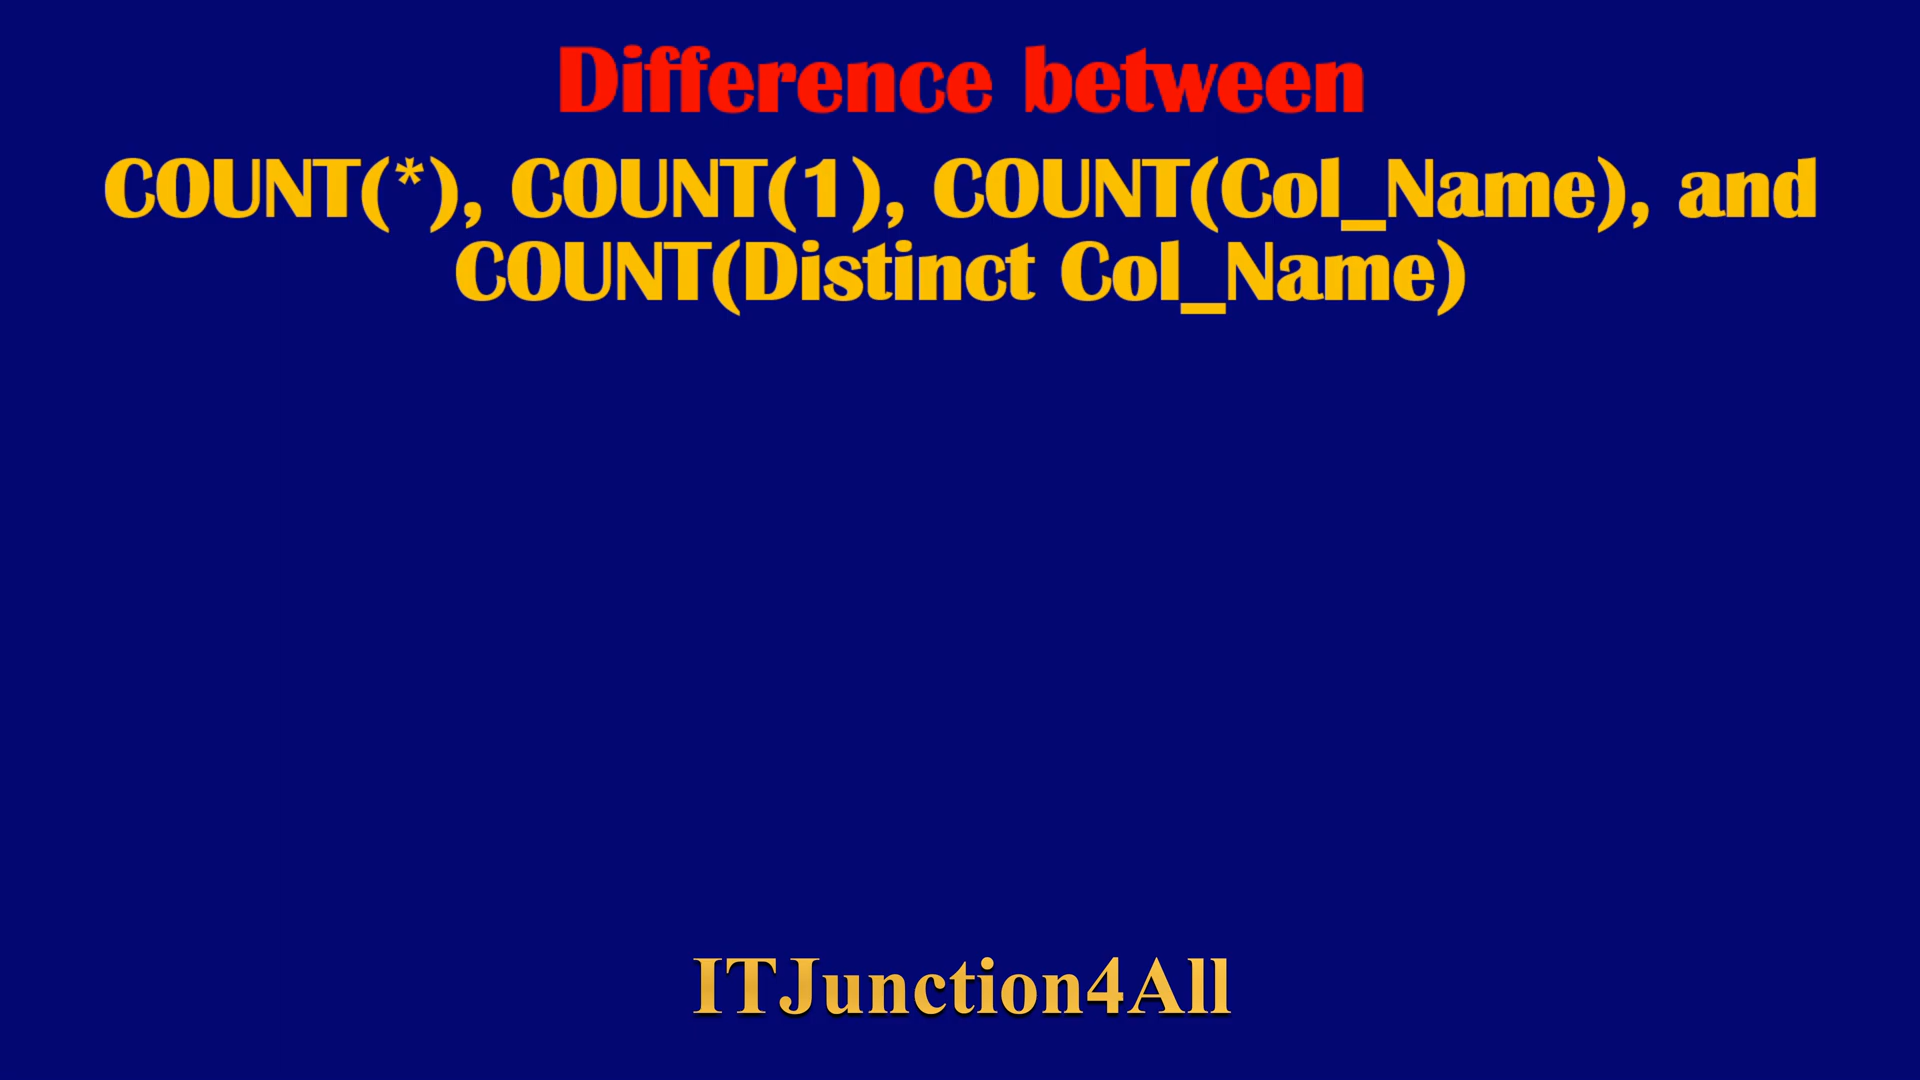 Difference between
COUNT(*), COUNT(1), COUNT(Col_Name), and
COUNT(Distinct Col_Name)
ITJunction4All